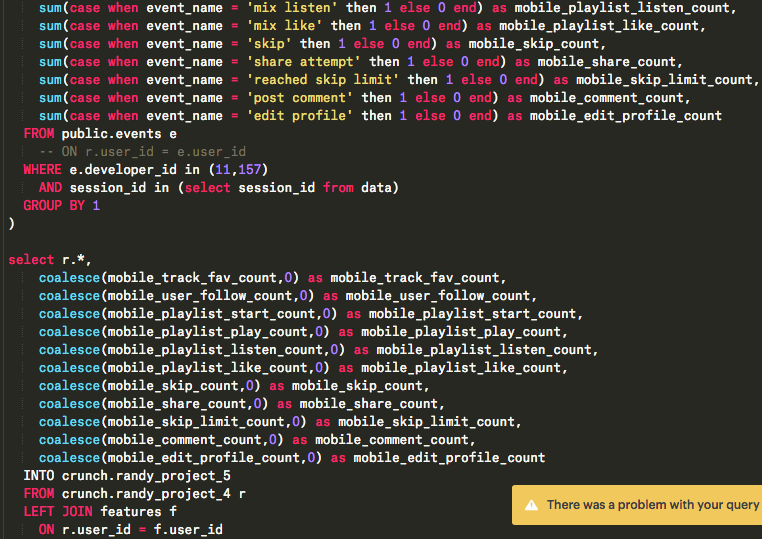 sum(case when event_name = 'mix listen' then 1 else 0 end) as mobile_playlist_listen_count,
sum(case when event_name = 'mix like' then 1 else 0 end) as mobile_playlist_like_count,
sum(case when event_name = 'skip' then 1 else 0 end) as mobile_skip_count,
sum(case when event_name = 'share attempt' then 1 else 0 end) as mobile_share_count,
sum(case when event_name = 'reached skip limit' then 1 else 0 end) as mobile_skip_limit_count,
sum(case when event_name = 'post comment' then 1 else 0 end) as mobile_comment_count,
sum(case when event_name = 'edit profile' then 1 else 0 end) as mobile_edit_profile_count
FROM public.events e
-- ON r.user_id = e.user_id
WHERE e.developer_id in (11,157)
AND session_id in (select session_id from data)
GROUP BY 1
)
select r.*,
coalesce(mobile_track_fav_count,0) as mobile_track_fav_count,
coalesce(mobile_user_follow_count,0) as mobile_user_follow_count,
coalesce(mobile_playlist_start_count,0) as mobile_playlist_start_count,
coalesce(mobile_playlist_play_count,0) as mobile_playlist_play_count,
coalesce(mobile_playlist_listen_count,0) as mobile_playlist_listen_count,
coalesce(mobile_playlist_like_count,0) as mobile_playlist_like_count,
coalesce(mobile_skip_count,0) as mobile_skip_count,
coalesce(mobile_share_count,0) as mobile_share_count,
coalesce(mobile_skip_limit_count,0) as mobile_skip_limit_count,
coalesce(mobile_comment_count,0) as mobile_comment_count,
coalesce(mobile_edit_profile_count,0) as mobile_edit_profile_count
INTO crunch.randy_project_5
FROM crunch.randy_project_4 r
LEFT JOIN features f
ON r.user_id = f.user_id
There was a problem with your query